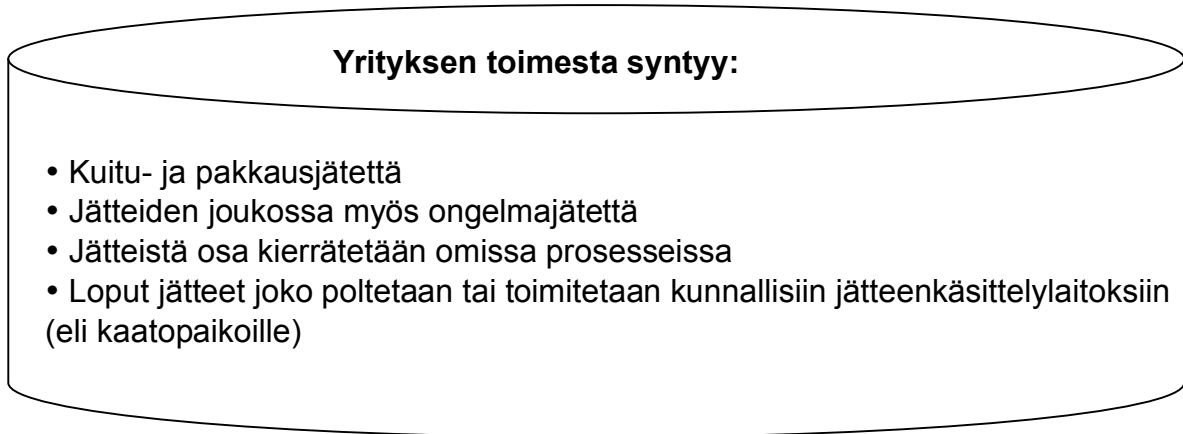 Yrityksen toimesta syntyy:
• Kuitu- ja pakkausjätettä
• Jätteiden joukossa myös ongelmajätettä
• Jätteistä osa kierrätetään omissa prosesseissa
• Loput jätteet joko poltetaan tai toimitetaan kunnallisiin jätteenkäsittelylaitoksiin
(eli kaatopaikoille)